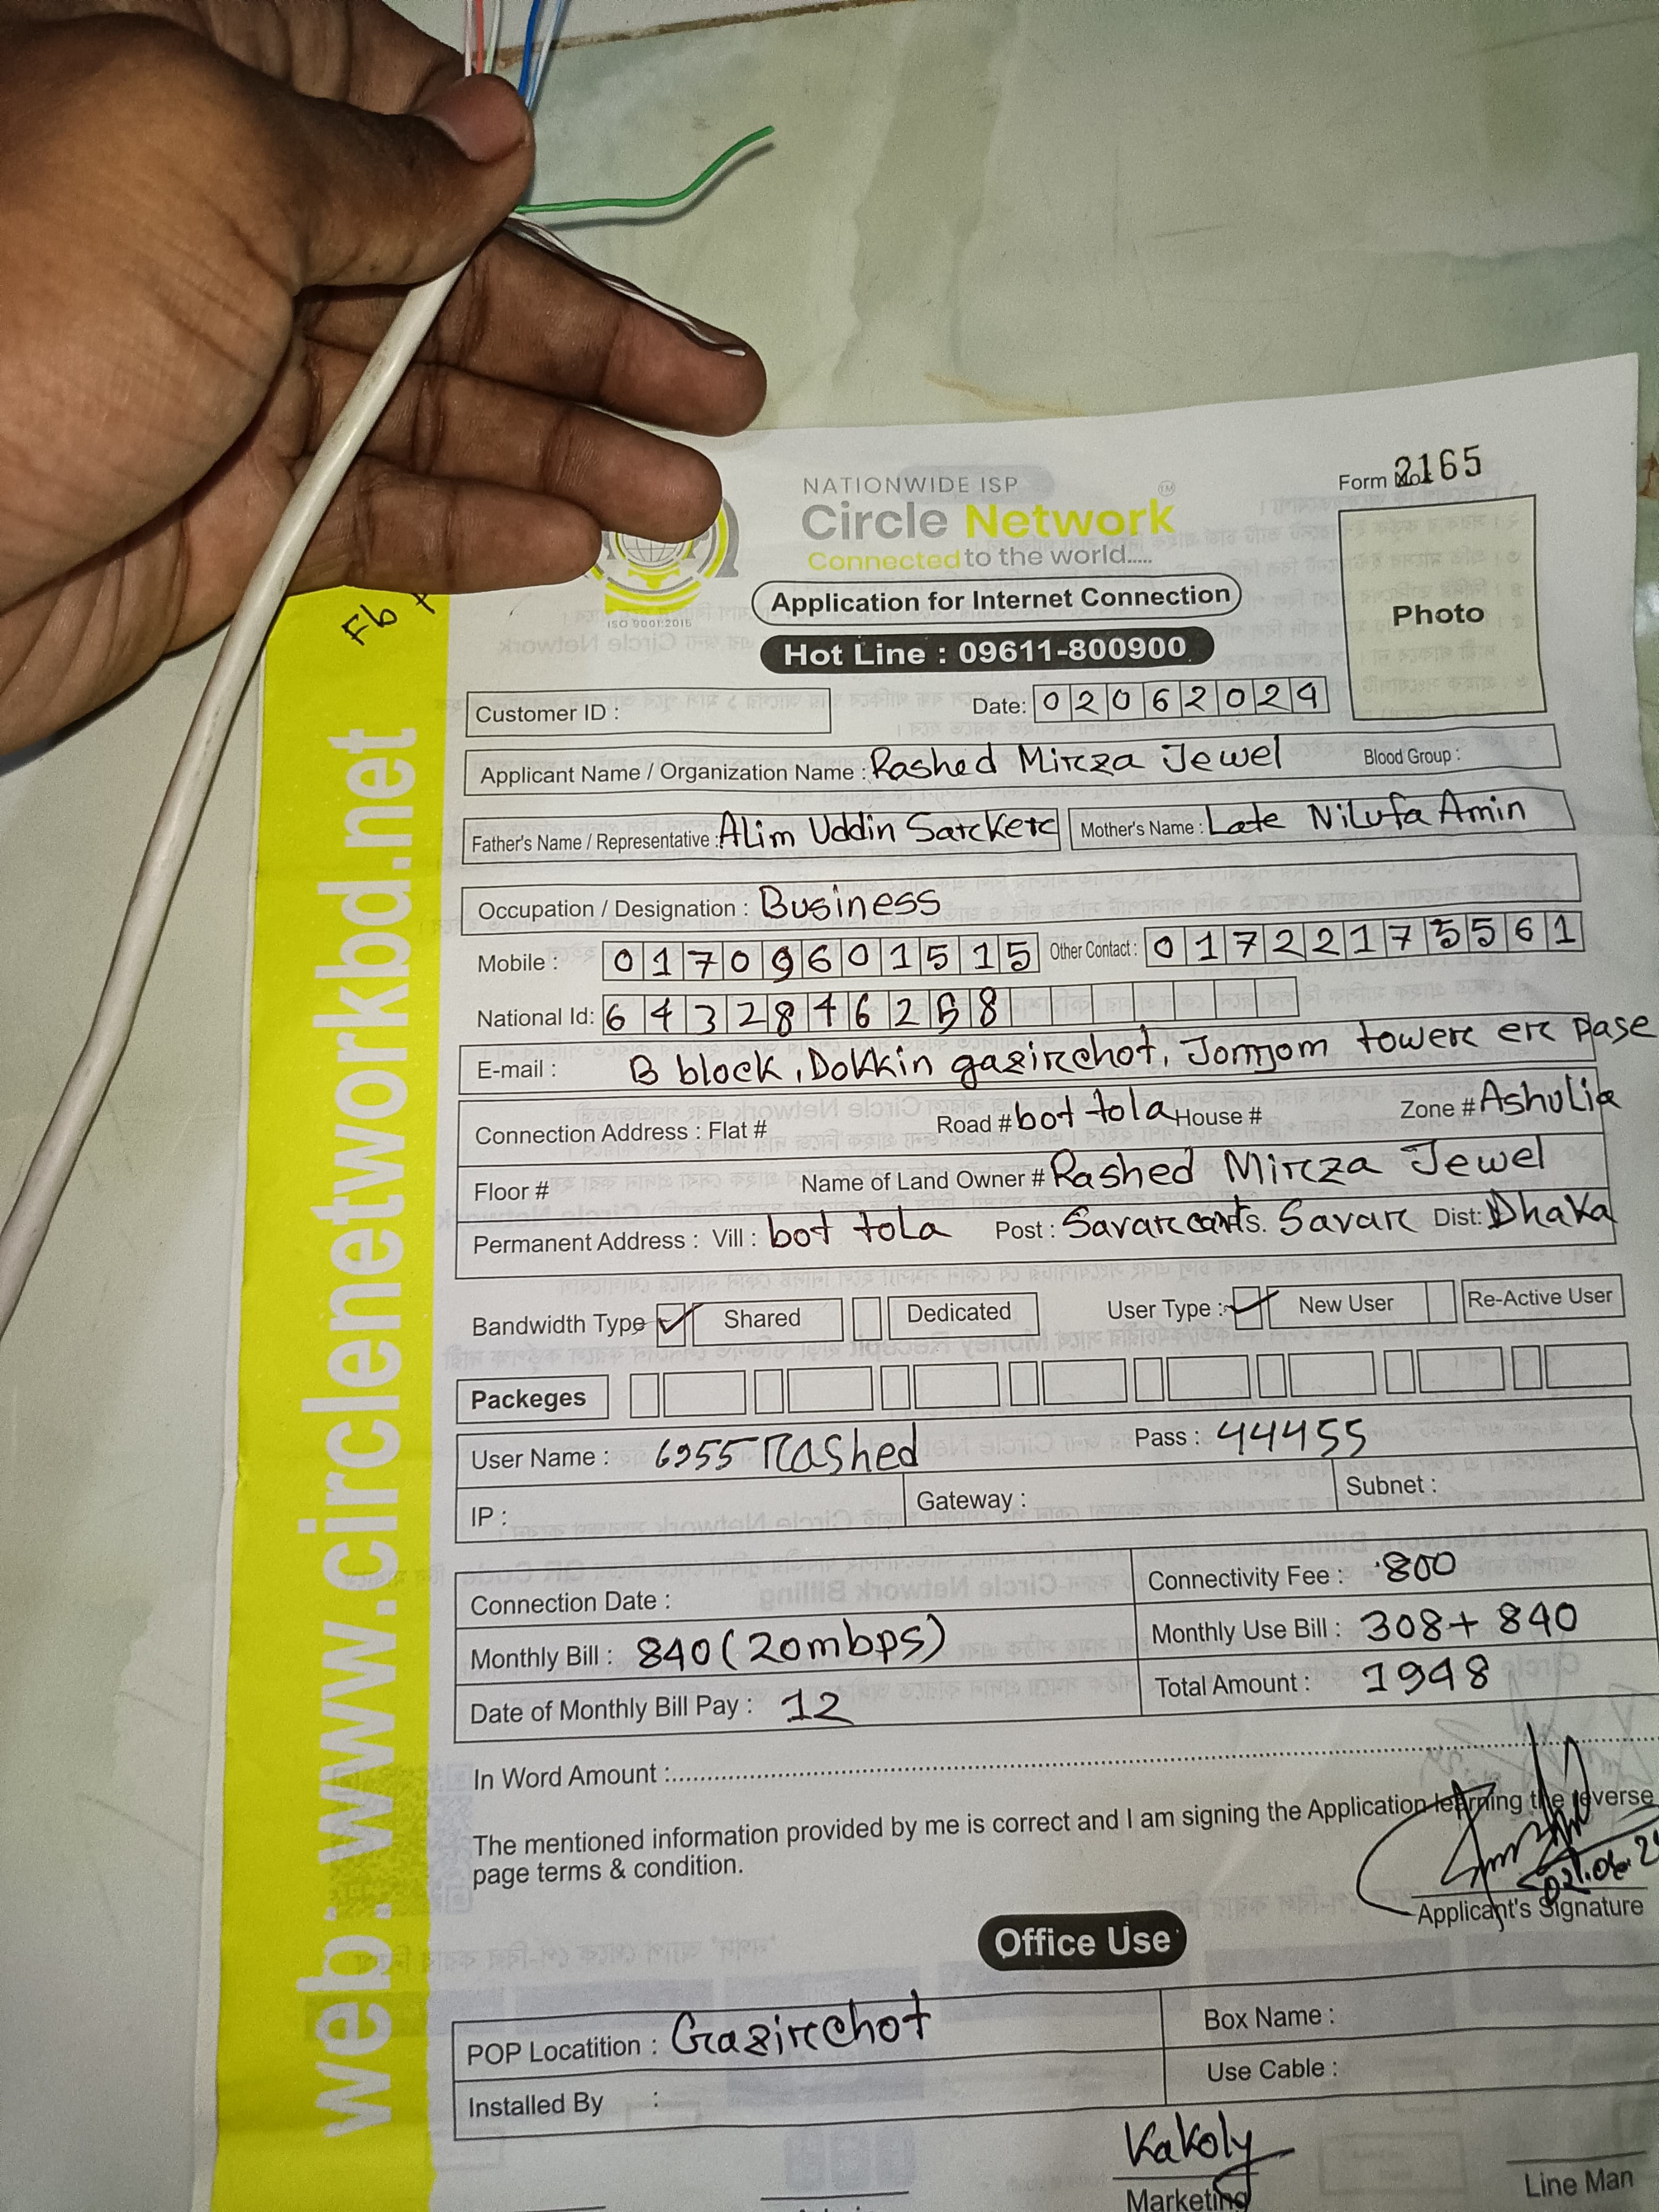 NATIONWIDE ISP
Circle Network TM
Connected to the world.....
Form No. 2165
Photo
ISO 9001:2015
Application for Internet Connection
Hot Line : 09611-800900
Fb
web: www.circlenetworkbd.net
Customer ID :
Date: 02062024
Applicant Name / Organization Name : Rashed Mirza Jewel Blood Group :
Father's Name / Representative : Alim Uddin Sarker Mother's Name : Late Nilufa Amin
Occupation / Designation : Business
Mobile : 01709601515 Other Contact : 01722173561
National Id: 6432846258
E-mail : B block, Dokkin gazirchot, Jomjom tower er pase
Connection Address : Flat # Road # bot tola House # Zone # Ashulia
Floor # Name of Land Owner # Rashed Mirza Jewel
Permanent Address : Vill : bot tola Post : Savar cants. Savar Dist: Dhaka
Bandwidth Type Shared Dedicated User Type : New User Re-Active User
Packeges
User Name : 6955 Rashed Pass : 44455
IP : Gateway : Subnet :
Connection Date : Connectivity Fee : 800
Monthly Bill : 840 (20mbps) Monthly Use Bill : 308 + 840
Date of Monthly Bill Pay : 12 Total Amount : 1948
In Word Amount :
The mentioned information provided by me is correct and I am signing the Application learning the reverse
page terms & condition.
Applicant's Signature
Office Use
POP Locatition : Gazirchot Box Name :
Installed By : Use Cable :
Kakoly
Marketing
Line Man